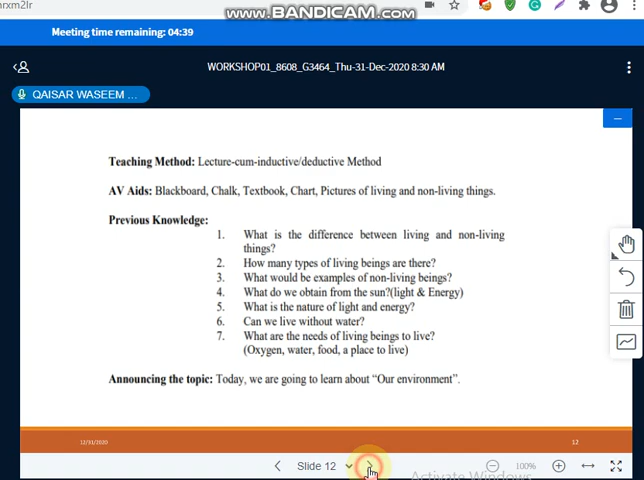 nrxm2lr
WWW.BANDICAM.COM
Meeting time remaining: 04:39
WORKSHOP01_8608_G3464_Thu-31-Dec-2020 8:30 AM
QAISAR WASEEM ...
Teaching Method: Lecture-cum-inductive/deductive Method
AV Aids: Blackboard, Chalk, Textbook, Chart, Pictures of living and non-living things.
Previous Knowledge:
1. What is the difference between living and non-living
things?
2. How many types of living beings are there?
3. What would be examples of non-living beings?
4. What do we obtain from the sun?(light & Energy)
5. What is the nature of light and energy?
6. Can we live without water?
7. What are the needs of living beings to live?
(Oxygen, water, food, a place to live)
Announcing the topic: Today, we are going to learn about “Our environment”.
12/31/2020
12
Slide 12
100%
Activate Windows